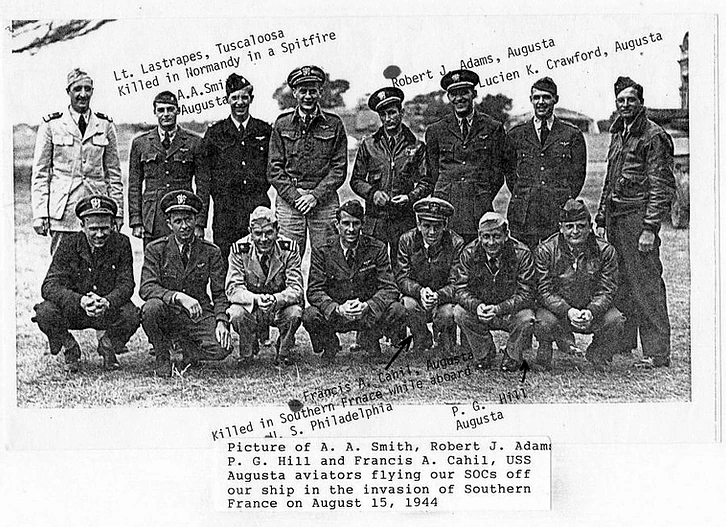 Lt. Lastrapes, Tuscaloosa
Killed in Normandy in a Spitfire
A.A.Smi
Augusta
Robert J. Adams, Augusta
Lucien K. Crawford, Augusta
Francis A. Cahil, Augusta
Killed in Southern Frnace while aboard
U. S. Philadelphia
P. G. Hill
Augusta
Picture of A. A. Smith, Robert J. Adams
P. G. Hill and Francis A. Cahil, USS
Augusta aviators flying our SOCs off
our ship in the invasion of Southern
France on August 15, 1944